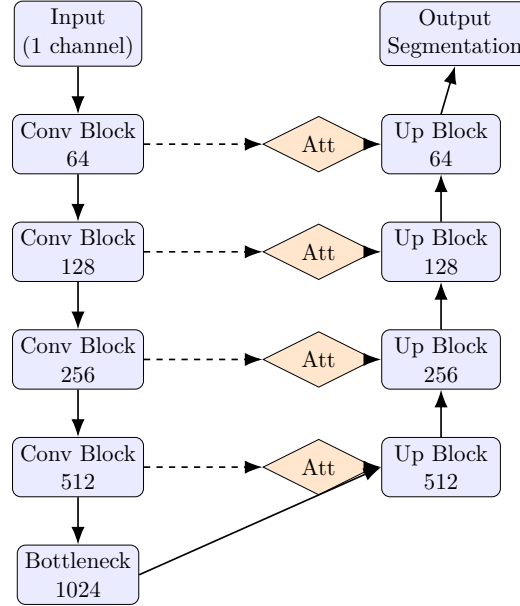 Input
(1 channel)
Output
Segmentation
Conv Block
64
Att
Up Block
64
Conv Block
128
Att
Up Block
128
Conv Block
256
Att
Up Block
256
Conv Block
512
Att
Up Block
512
Bottleneck
1024